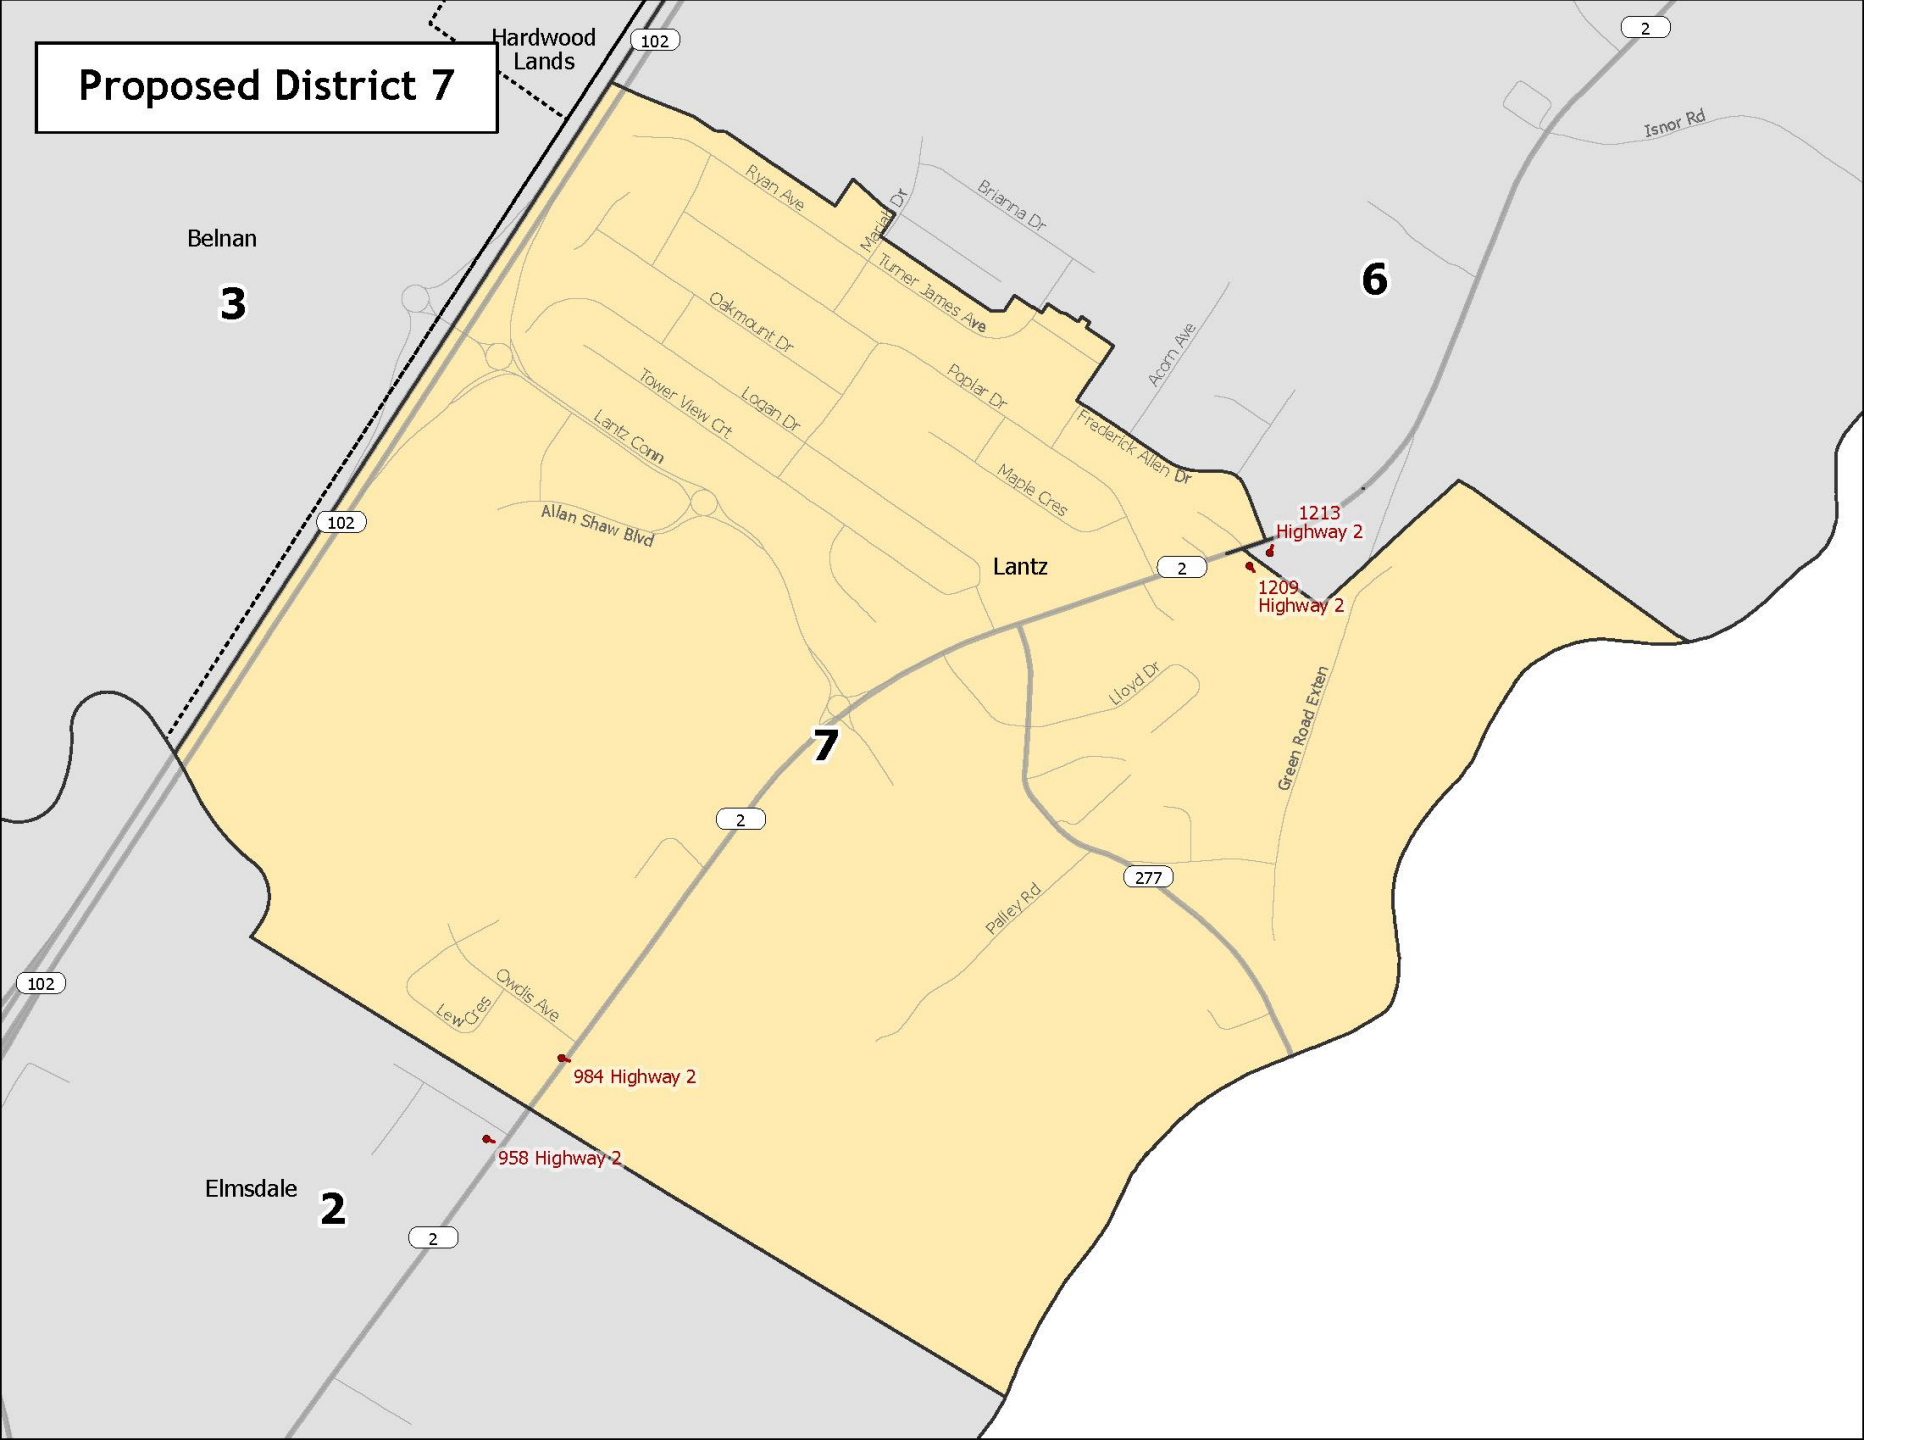 Hardwood
Lands
102
2
Proposed District 7
Isnor Rd
Ryan Ave
Mariah Dr
Brianna Dr
Belnan
3
6
Turner James Ave
Oakmount Dr
Acorn Ave
Tower View Crt
Logan Dr
Poplar Dr
Lantz Conn
Frederick Allen Dr
Maple Cres
102
Allan Shaw Blvd
1213
Highway 2
Lantz
2
1209
Highway 2
Lloyd Dr
Green Road Exten
7
2
277
Palley Rd
102
Owdis Ave
Lew Cres
984 Highway 2
958 Highway 2
Elmsdale
2
2